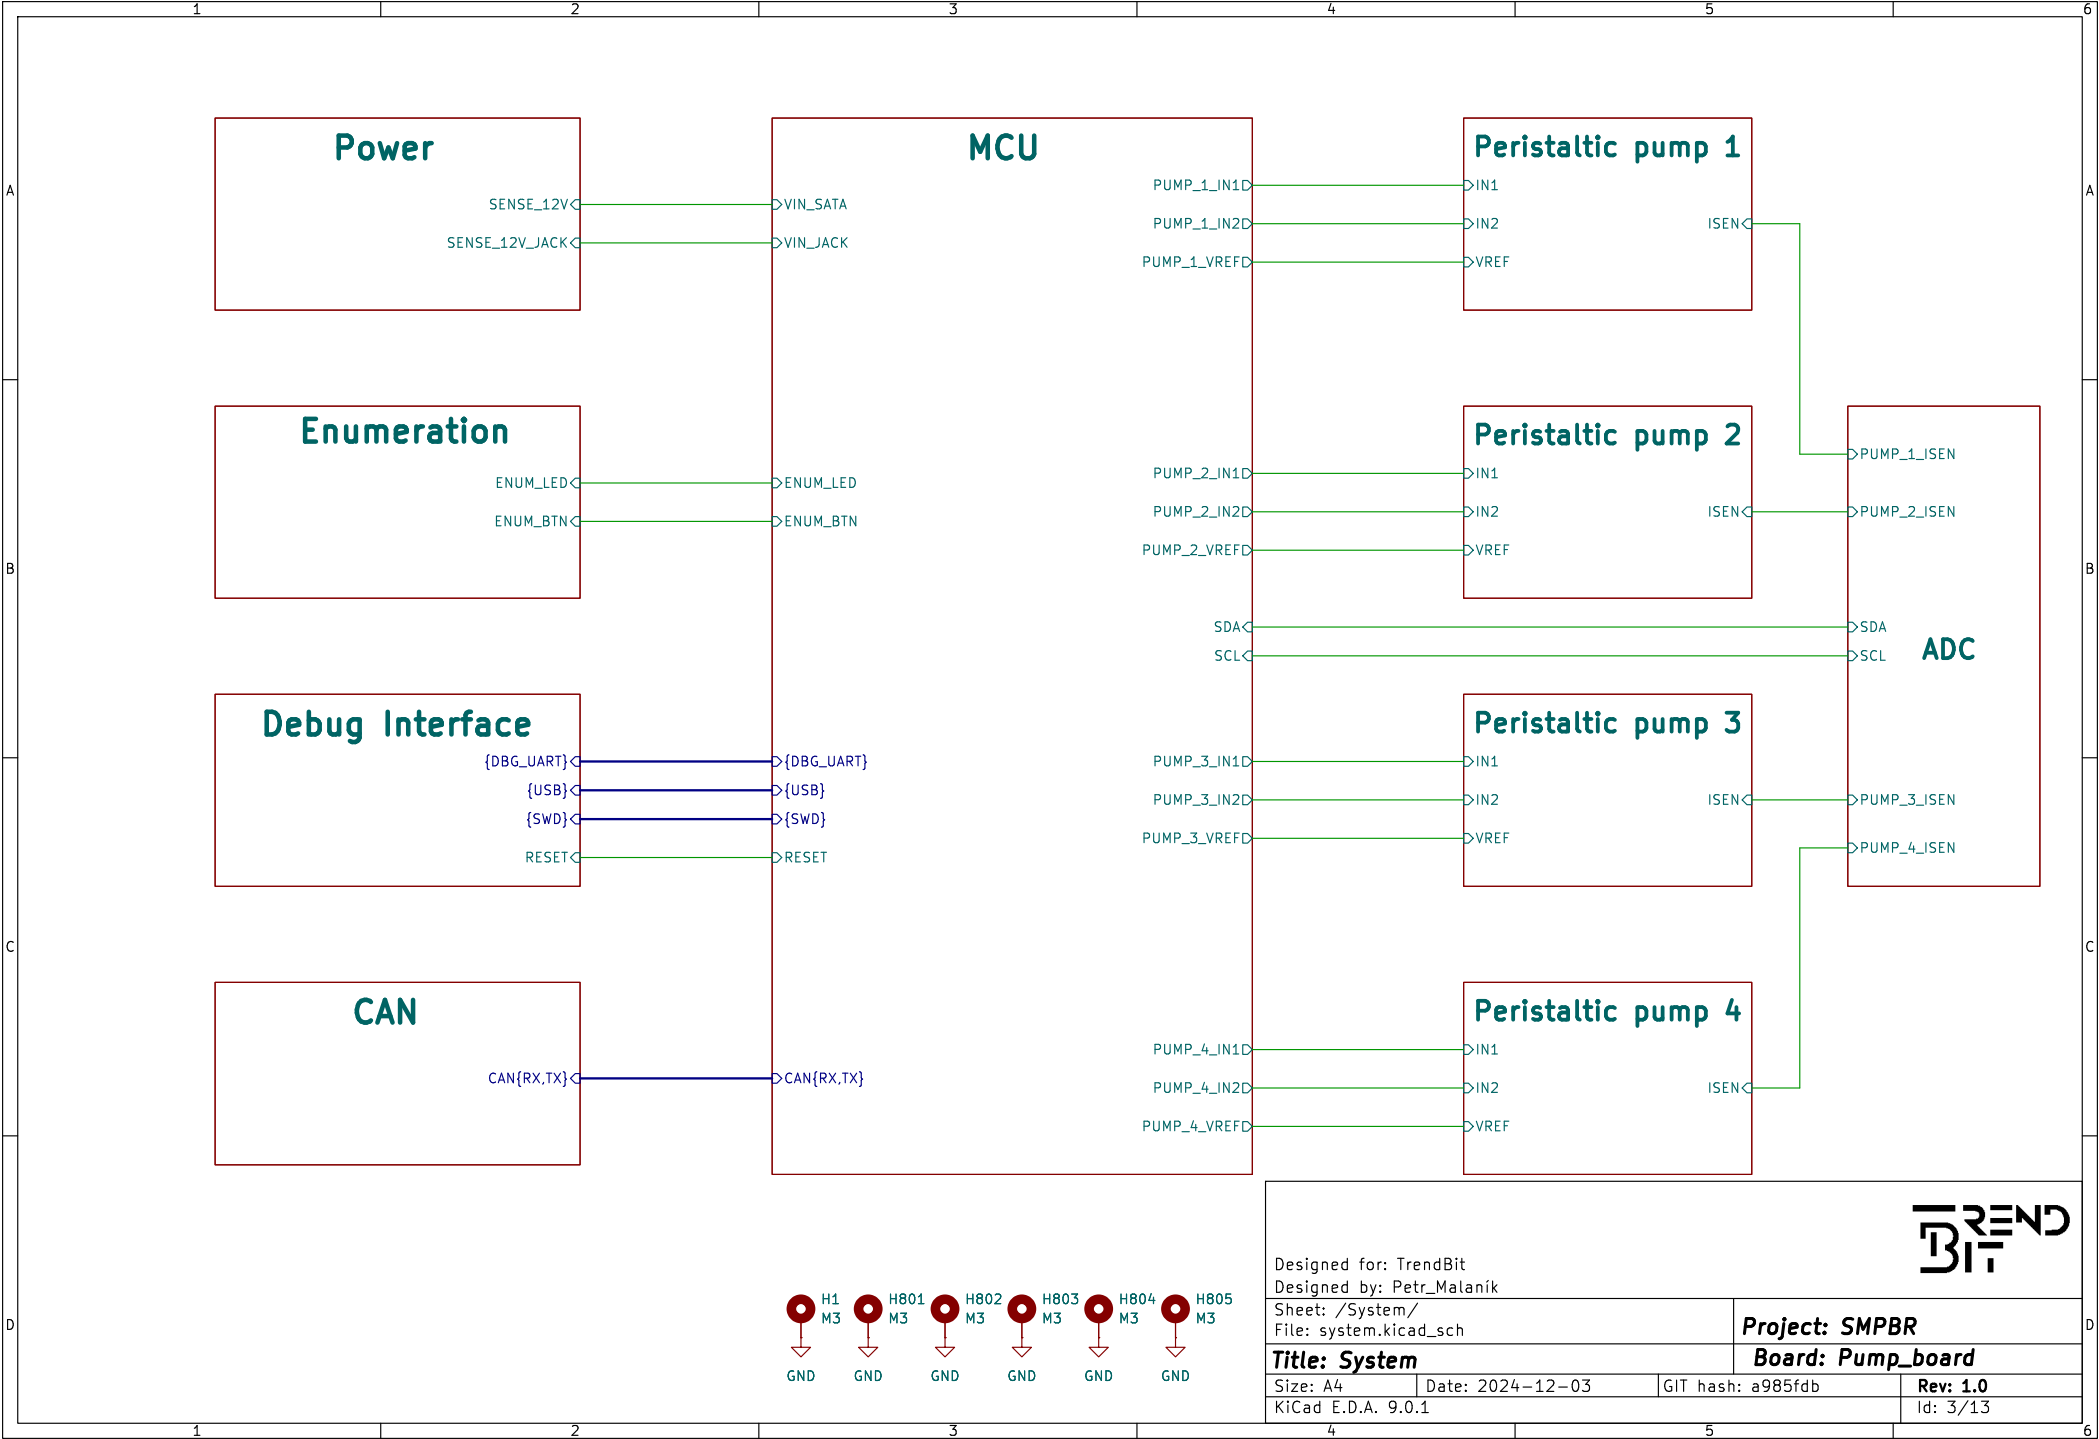 1 2 3 4 5 6
A
B
C
D
Power
SENSE_12V
SENSE_12V_JACK
Enumeration
ENUM_LED
ENUM_BTN
Debug Interface
{DBG_UART}
{USB}
{SWD}
RESET
CAN
CAN{RX,TX}
MCU
VIN_SATA
VIN_JACK
ENUM_LED
ENUM_BTN
{DBG_UART}
{USB}
{SWD}
RESET
CAN{RX,TX}
PUMP_1_IN1
PUMP_1_IN2
PUMP_1_VREF
PUMP_2_IN1
PUMP_2_IN2
PUMP_2_VREF
SDA
SCL
PUMP_3_IN1
PUMP_3_IN2
PUMP_3_VREF
PUMP_4_IN1
PUMP_4_IN2
PUMP_4_VREF
Peristaltic pump 1
IN1
IN2
VREF
ISEN
Peristaltic pump 2
IN1
IN2
VREF
ISEN
Peristaltic pump 3
IN1
IN2
VREF
ISEN
Peristaltic pump 4
IN1
IN2
VREF
ISEN
PUMP_1_ISEN
PUMP_2_ISEN
SDA
SCL
ADC
PUMP_3_ISEN
PUMP_4_ISEN
A
B
C
D
H1
M3
GND
H801
M3
GND
H802
M3
GND
H803
M3
GND
H804
M3
GND
H805
M3
GND
TREND
BIT
Designed for: TrendBit
Designed by: Petr_Malaník
Sheet: /System/
File: system.kicad_sch
Project: SMPBR
Title: System
Board: Pump_board
Size: A4
Date: 2024-12-03
GIT hash: a985fdb
Rev: 1.0
KiCad E.D.A. 9.0.1
Id: 3/13
1 2 3 4 5 6